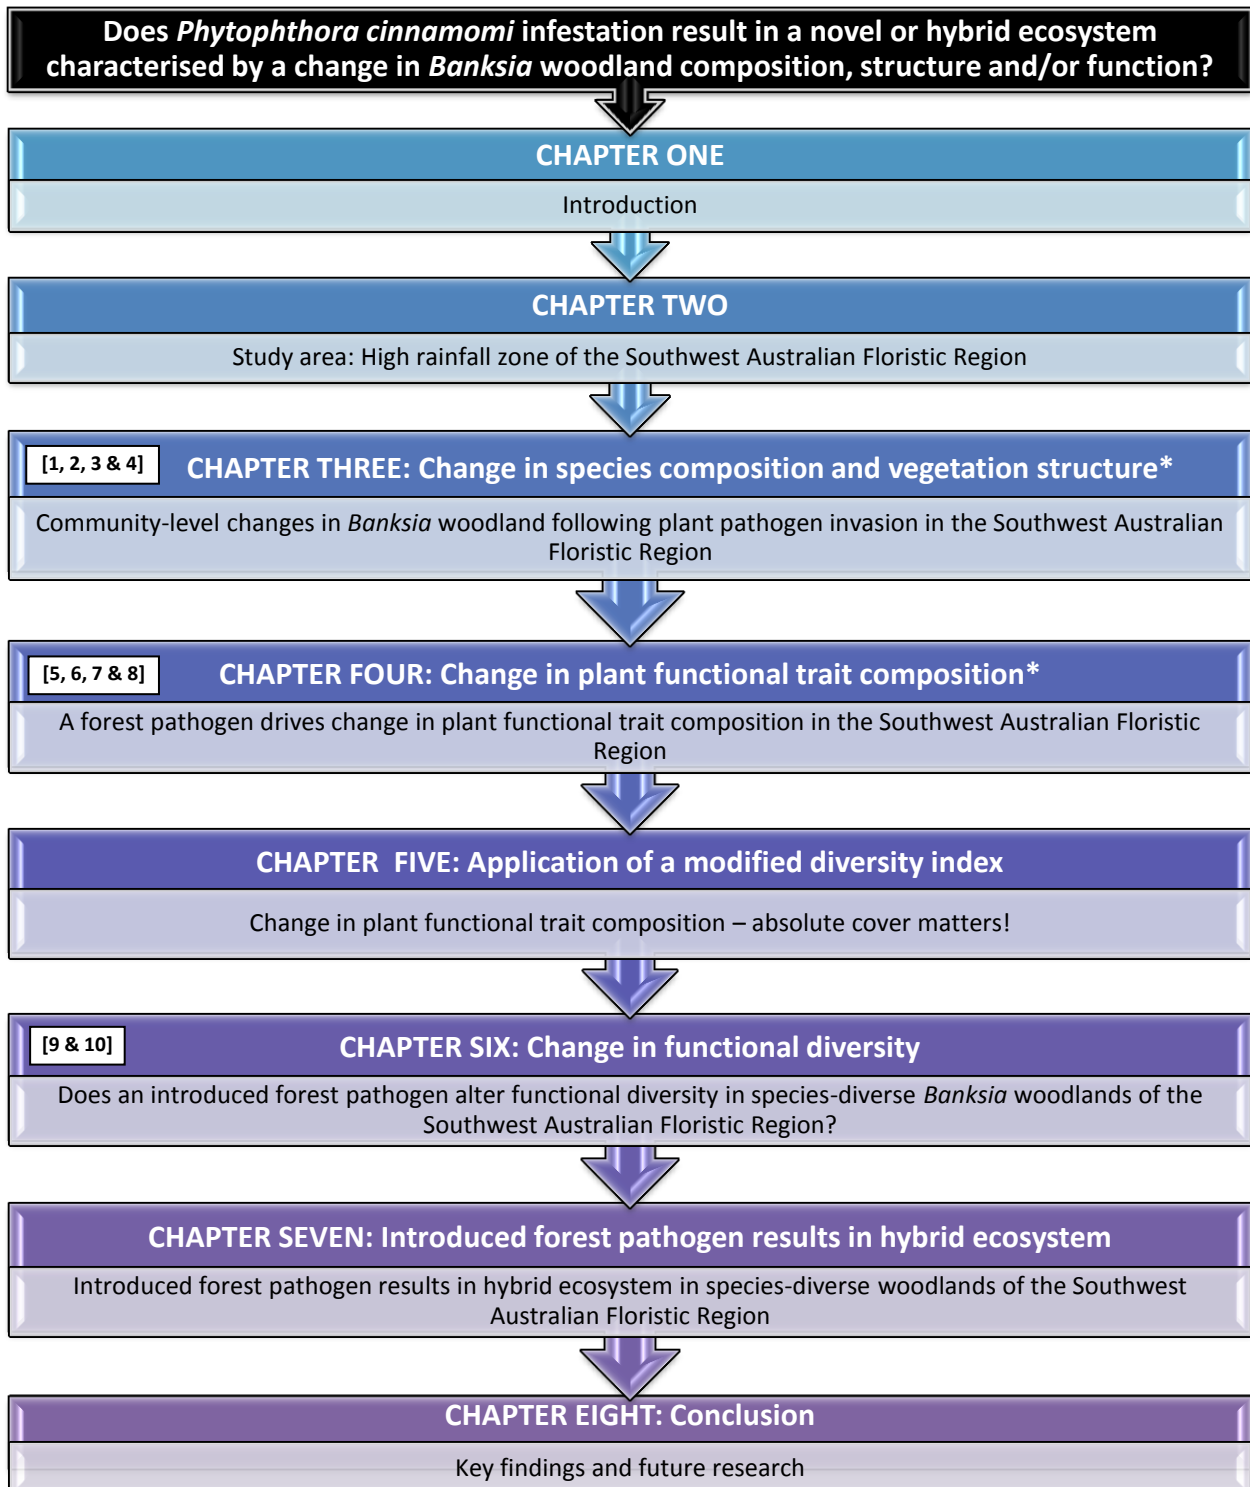 Does Phytophthora cinnamomi infestation result in a novel or hybrid ecosystem
characterised by a change in Banksia woodland composition, structure and/or function?
CHAPTER ONE
Introduction
CHAPTER TWO
Study area: High rainfall zone of the Southwest Australian Floristic Region
[1, 2, 3 & 4] CHAPTER THREE: Change in species composition and vegetation structure*
Community-level changes in Banksia woodland following plant pathogen invasion in the Southwest Australian
Floristic Region
[5, 6, 7 & 8] CHAPTER FOUR: Change in plant functional trait composition*
A forest pathogen drives change in plant functional trait composition in the Southwest Australian Floristic
Region
CHAPTER FIVE: Application of a modified diversity index
Change in plant functional trait composition – absolute cover matters!
[9 & 10] CHAPTER SIX: Change in functional diversity
Does an introduced forest pathogen alter functional diversity in species-diverse Banksia woodlands of the
Southwest Australian Floristic Region?
CHAPTER SEVEN: Introduced forest pathogen results in hybrid ecosystem
Introduced forest pathogen results in hybrid ecosystem in species-diverse woodlands of the Southwest
Australian Floristic Region
CHAPTER EIGHT: Conclusion
Key findings and future research